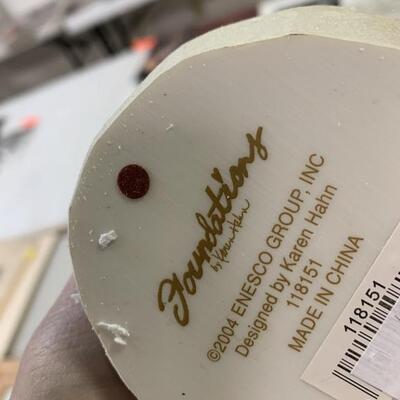 Foundations
by Karen Hahn
©2004 ENESCO GROUP, INC
Designed by Karen Hahn
118151
MADE IN CHINA
118151